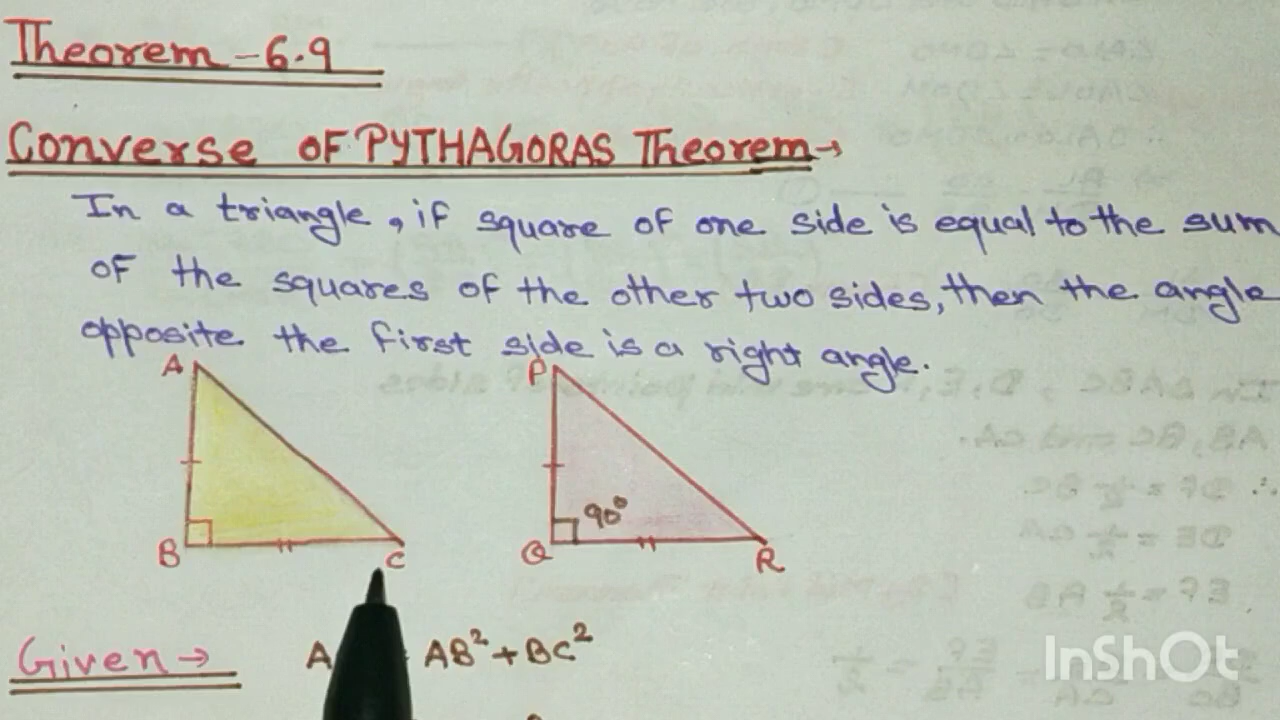 Theorem-6.9
Converse OF PYTHAGORAS Theorem→
In a triangle, if square of one side is equal to the sum
of the squares of the other two sides, then the angle
opposite the first side is a right angle.
A P
90°
B C Q R
Given→ A AB²+BC²
InShOt